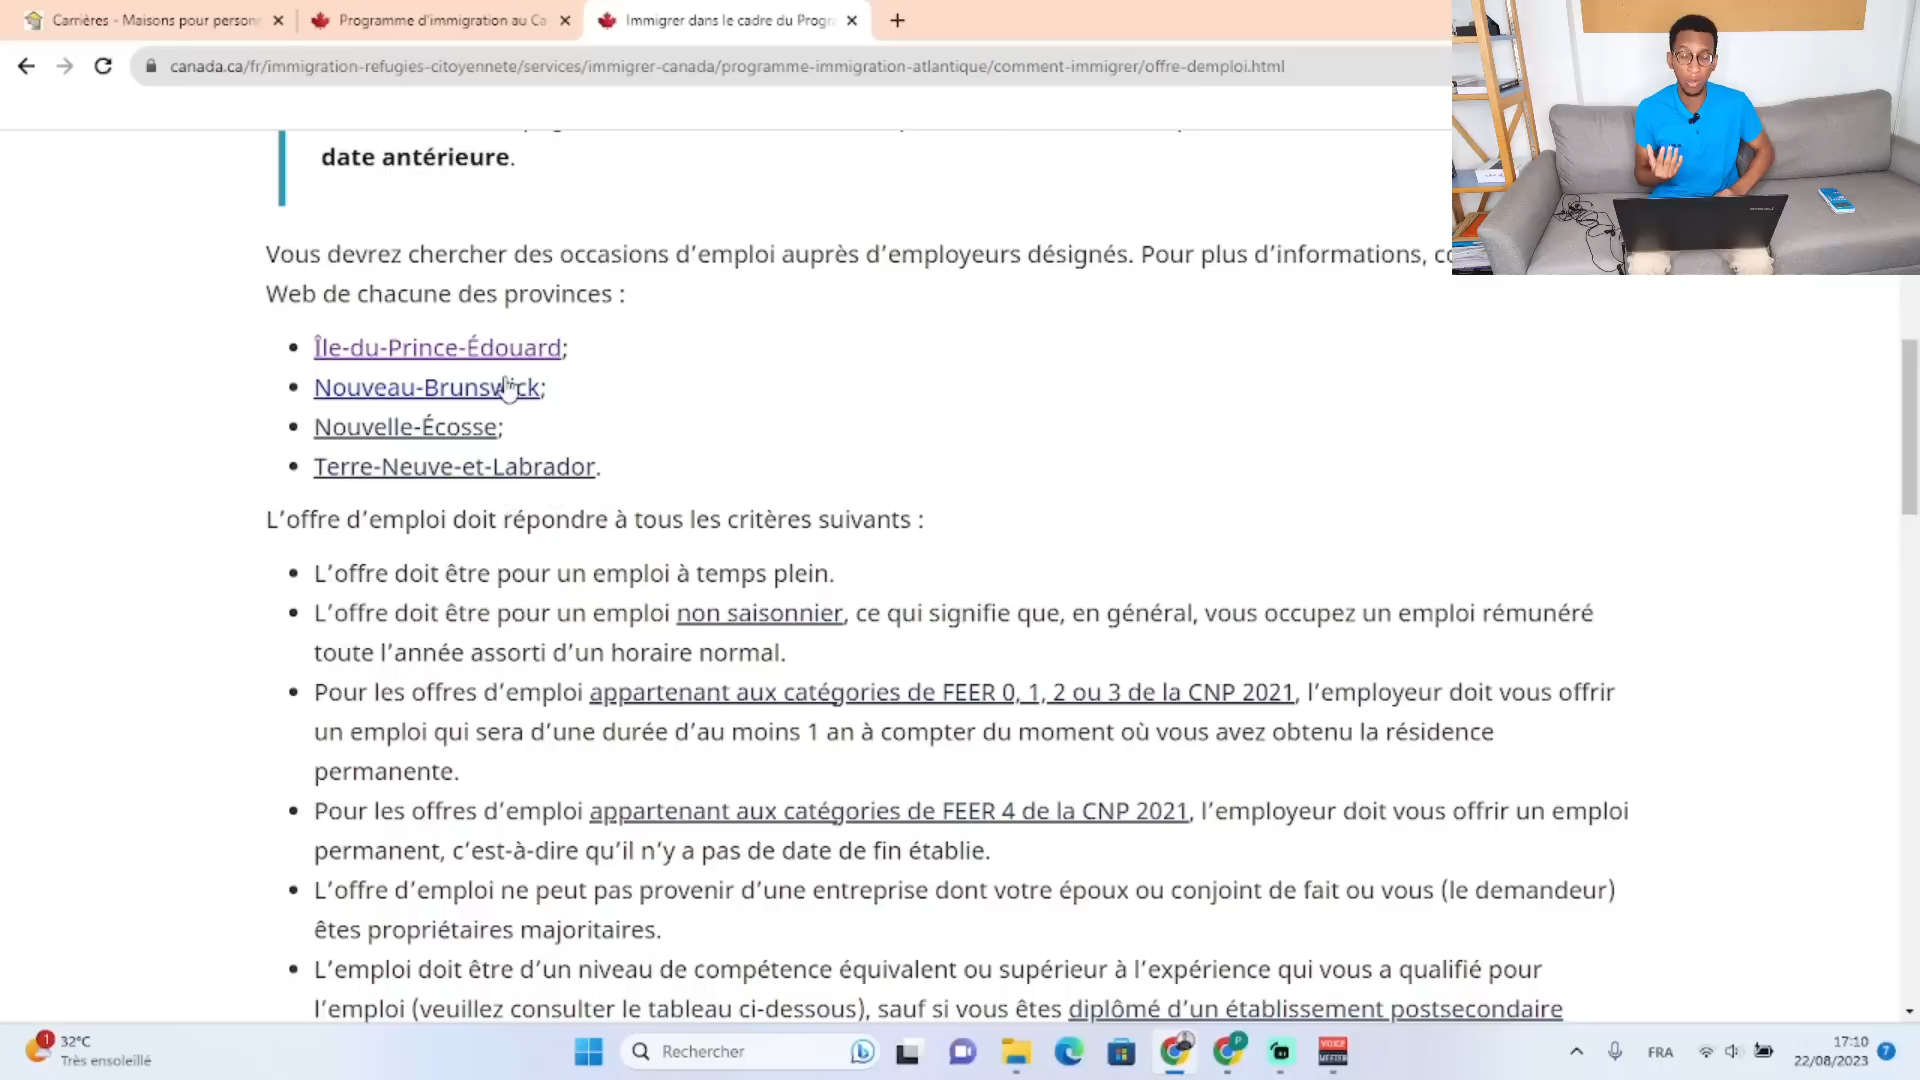 Carrières - Maisons pour person
Programme d'immigration au Ca
Immigrer dans le cadre du Progr
canada.ca/fr/immigration-refugies-citoyennete/services/immigrer-canada/programme-immigration-atlantique/comment-immigrer/offre-demploi.html
date antérieure.
Vous devrez chercher des occasions d'emploi auprès d'employeurs désignés. Pour plus d'informations, co
Web de chacune des provinces :
• Île-du-Prince-Édouard;
• Nouveau-Brunswick;
• Nouvelle-Écosse;
• Terre-Neuve-et-Labrador.
L'offre d'emploi doit répondre à tous les critères suivants :
• L'offre doit être pour un emploi à temps plein.
• L'offre doit être pour un emploi non saisonnier, ce qui signifie que, en général, vous occupez un emploi rémunéré
toute l'année assorti d'un horaire normal.
• Pour les offres d'emploi appartenant aux catégories de FEER 0, 1, 2 ou 3 de la CNP 2021, l'employeur doit vous offrir
un emploi qui sera d'une durée d'au moins 1 an à compter du moment où vous avez obtenu la résidence
permanente.
• Pour les offres d'emploi appartenant aux catégories de FEER 4 de la CNP 2021, l'employeur doit vous offrir un emploi
permanent, c'est-à-dire qu'il n'y a pas de date de fin établie.
• L'offre d'emploi ne peut pas provenir d'une entreprise dont votre époux ou conjoint de fait ou vous (le demandeur)
êtes propriétaires majoritaires.
• L'emploi doit être d'un niveau de compétence équivalent ou supérieur à l'expérience qui vous a qualifié pour
l'emploi (veuillez consulter le tableau ci-dessous), sauf si vous êtes diplômé d'un établissement postsecondaire
1
32°C
Très ensoleillé
Rechercher
P
VOICE
MEETER
FRA
17:10
22/08/2023
7